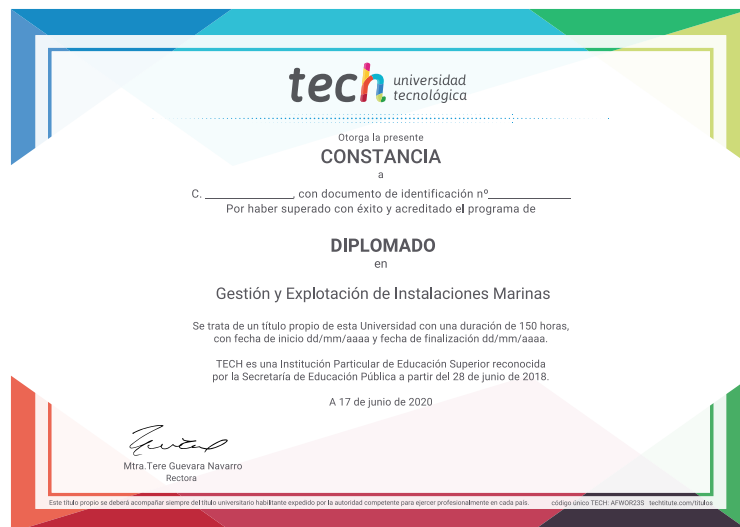 tech universidad
tecnológica
Otorga la presente
CONSTANCIA
a
C. ______________, con documento de identificación nº_____________
Por haber superado con éxito y acreditado el programa de
DIPLOMADO
en
Gestión y Explotación de Instalaciones Marinas
Se trata de un título propio de esta Universidad con una duración de 150 horas,
con fecha de inicio dd/mm/aaaa y fecha de finalización dd/mm/aaaa.
TECH es una Institución Particular de Educación Superior reconocida
por la Secretaría de Educación Pública a partir del 28 de junio de 2018.
A 17 de junio de 2020
Mtra.Tere Guevara Navarro
Rectora
Este título propio se deberá acompañar siempre del título universitario habilitante expedido por la autoridad competente para ejercer profesionalmente en cada país. código único TECH: AFWOR23S techtitute.com/titulos